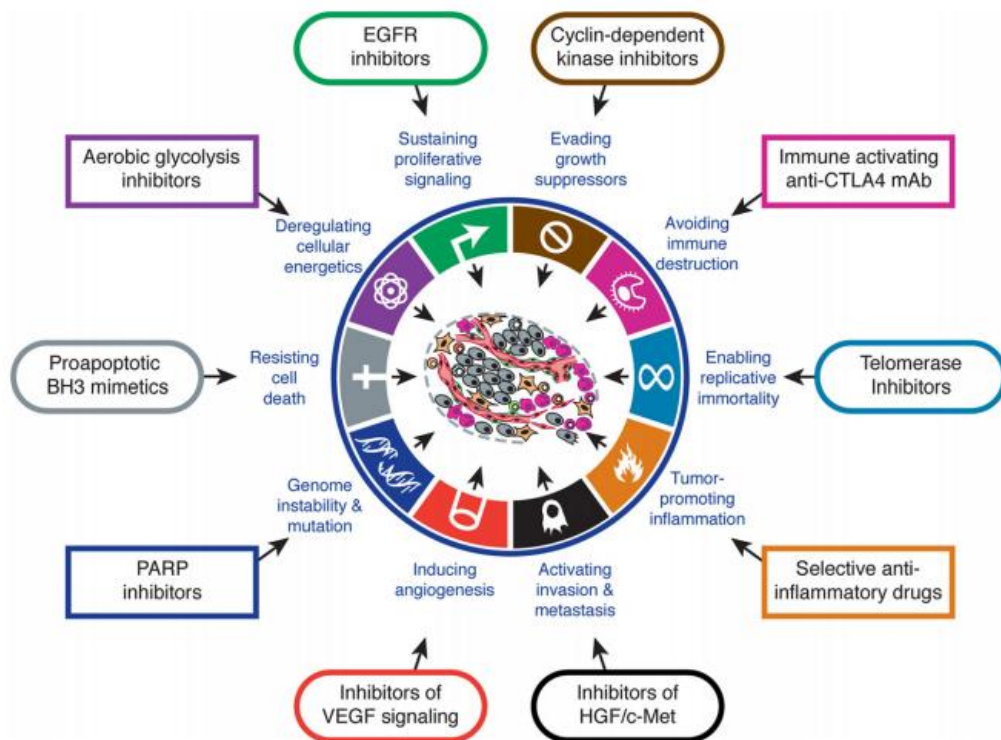 EGFR
inhibitors
Cyclin-dependent
kinase inhibitors
Sustaining
proliferative
signaling
Evading
growth
suppressors
Aerobic glycolysis
inhibitors
Immune activating
anti-CTLA4 mAb
Deregulating
cellular
energetics
Avoiding
immune
destruction
Proapoptotic
BH3 mimetics
Resisting
cell
death
Enabling
replicative
immortality
Telomerase
Inhibitors
Genome
instability &
mutation
Tumor-
promoting
inflammation
PARP
inhibitors
Inducing
angiogenesis
Activating
invasion &
metastasis
Selective anti-
inflammatory drugs
Inhibitors of
VEGF signaling
Inhibitors of
HGF/c-Met